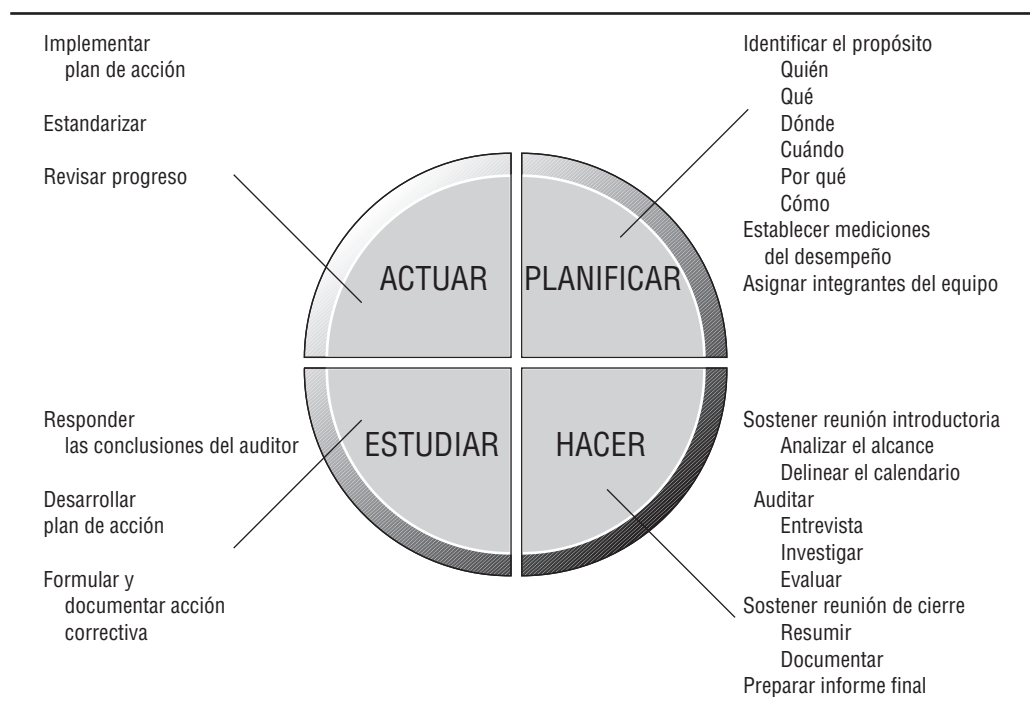 Implementar
plan de acción
Estandarizar
Revisar progreso
Identificar el propósito
Quién
Qué
Dónde
Cuándo
Por qué
Cómo
Establecer mediciones
del desempeño
Asignar integrantes del equipo
ACTUAR
PLANIFICAR
ESTUDIAR
HACER
Responder
las conclusiones del auditor
Desarrollar
plan de acción
Formular y
documentar acción
correctiva
Sostener reunión introductoria
Analizar el alcance
Delinear el calendario
Auditar
Entrevista
Investigar
Evaluar
Sostener reunión de cierre
Resumir
Documentar
Preparar informe final